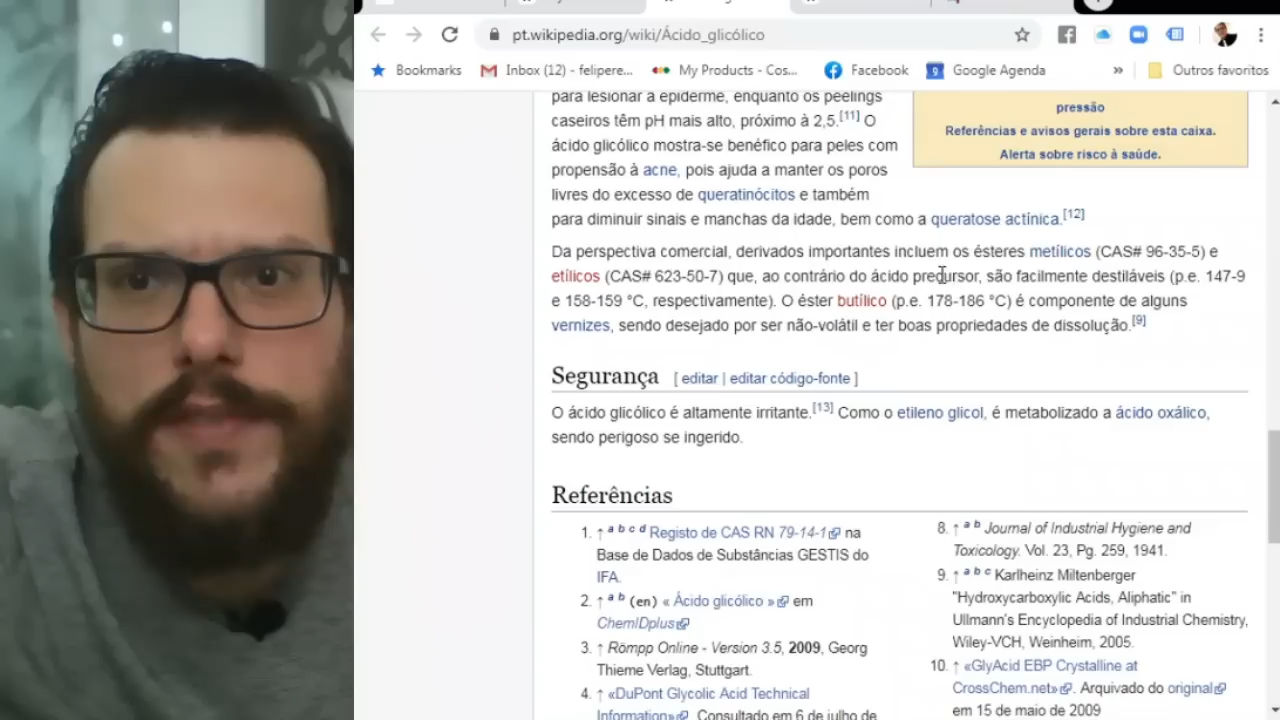 pt.wikipedia.org/wiki/Ácido_glicólico
Bookmarks
Inbox (12) - felipere...
My Products - Cos...
Facebook
9
Google Agenda
»
Outros favoritos
para lesionar a epiderme, enquanto os peelings
caseiros têm pH mais alto, próximo à 2,5.[11] O
ácido glicólico mostra-se benéfico para peles com
propensão à acne, pois ajuda a manter os poros
livres do excesso de queratinócitos e também
para diminuir sinais e manchas da idade, bem como a queratose actínica.[12]
pressão
Referências e avisos gerais sobre esta caixa.
Alerta sobre risco à saúde.
Da perspectiva comercial, derivados importantes incluem os ésteres metílicos (CAS# 96-35-5) e
etílicos (CAS# 623-50-7) que, ao contrário do ácido precursor, são facilmente destiláveis (p.e. 147-9
e 158-159 °C, respectivamente). O éster butílico (p.e. 178-186 °C) é componente de alguns
vernizes, sendo desejado por ser não-volátil e ter boas propriedades de dissolução.[9]
Segurança [ editar | editar código-fonte ]
O ácido glicólico é altamente irritante.[13] Como o etileno glicol, é metabolizado a ácido oxálico,
sendo perigoso se ingerido.
Referências
1. ↑ a b c d Registo de CAS RN 79-14-1 na
Base de Dados de Substâncias GESTIS do
IFA.
2. ↑ a b (en) « Ácido glicólico » em
ChemIDplus
3. ↑ Römpp Online - Version 3.5, 2009, Georg
Thieme Verlag, Stuttgart.
4. ↑ «DuPont Glycolic Acid Technical
Information». Consultado em 6 de julho de
8. ↑ a b Journal of Industrial Hygiene and
Toxicology. Vol. 23, Pg. 259, 1941.
9. ↑ a b c Karlheinz Miltenberger
"Hydroxycarboxylic Acids, Aliphatic" in
Ullmann's Encyclopedia of Industrial Chemistry,
Wiley-VCH, Weinheim, 2005.
10. ↑ «GlyAcid EBP Crystalline at
CrossChem.net». Arquivado do original
em 15 de maio de 2009